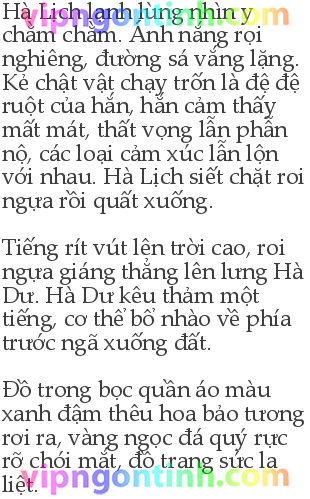 Hà Lịch lạnh lùng nhìn y
chằm chằm. Ánh nắng rọi
nghiêng, đường sá vắng lặng.
Kẻ chật vật chạy trốn là đệ đệ
ruột của hắn, hắn cảm thấy
mất mát, thất vọng lẫn phẫn
nộ, các loại cảm xúc lẫn lộn
với nhau. Hà Lịch siết chặt roi
ngựa rồi quất xuống.
Tiếng rít vút lên trời cao, roi
ngựa giáng thẳng lên lưng Hà
Dư. Hà Dư kêu thảm một
tiếng, cơ thể bổ nhào về phía
trước ngã xuống đất.
Đồ trong bọc quần áo màu
xanh đậm thêu hoa bảo tương
rơi ra, vàng ngọc đá quý rực
rỡ chói mắt, đồ trang sức la
liệt.
vipngontinh.com
vipngontinh.com